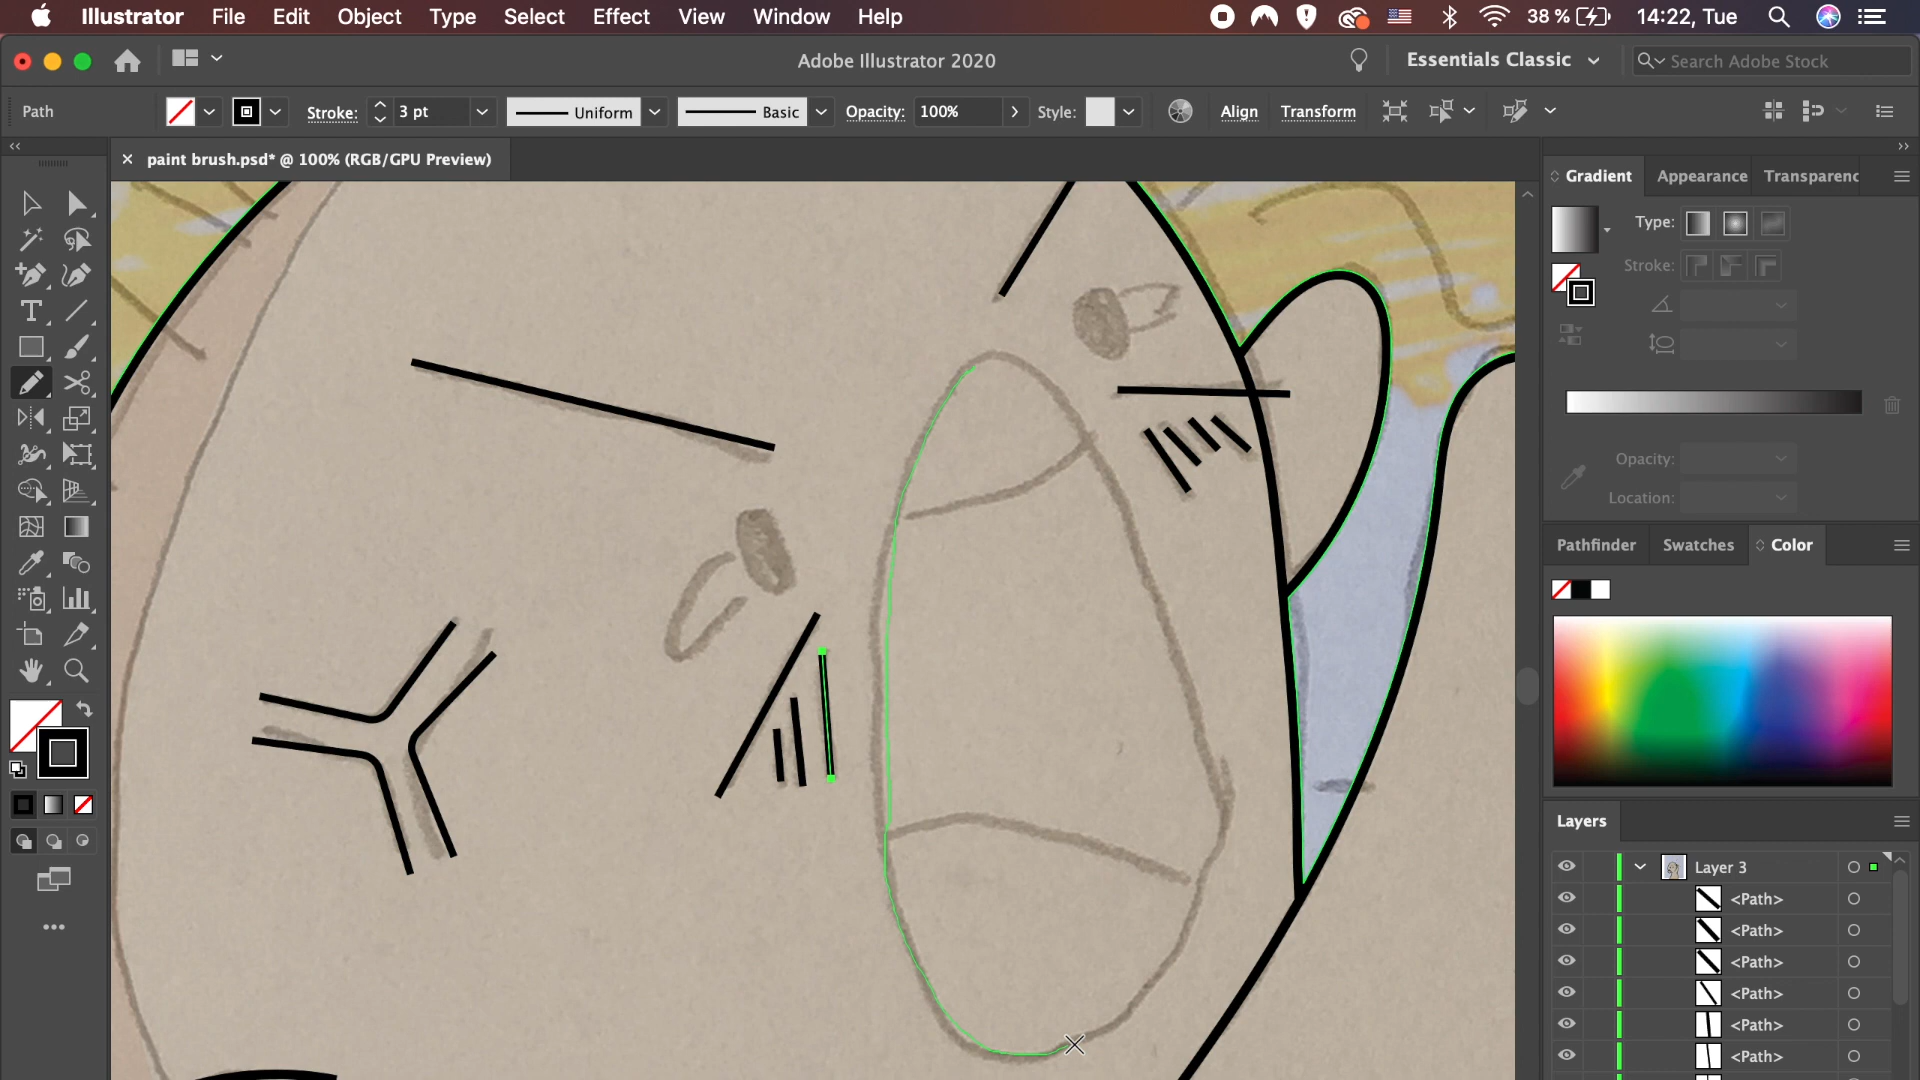 Illustrator File Edit Object Type Select Effect View Window Help 38 % 14:22, Tue
Adobe Illustrator 2020 Essentials Classic Search Adobe Stock
Path Stroke: 3 pt Uniform Basic Opacity: 100% Style: Align Transform
paint brush.psd* @ 100% (RGB/GPU Preview)
Gradient Appearance Transparenc
Type:
Stroke:
Opacity:
Location:
Pathfinder Swatches Color
Layers
Layer 3
<Path>
<Path>
<Path>
<Path>
<Path>
<Path>